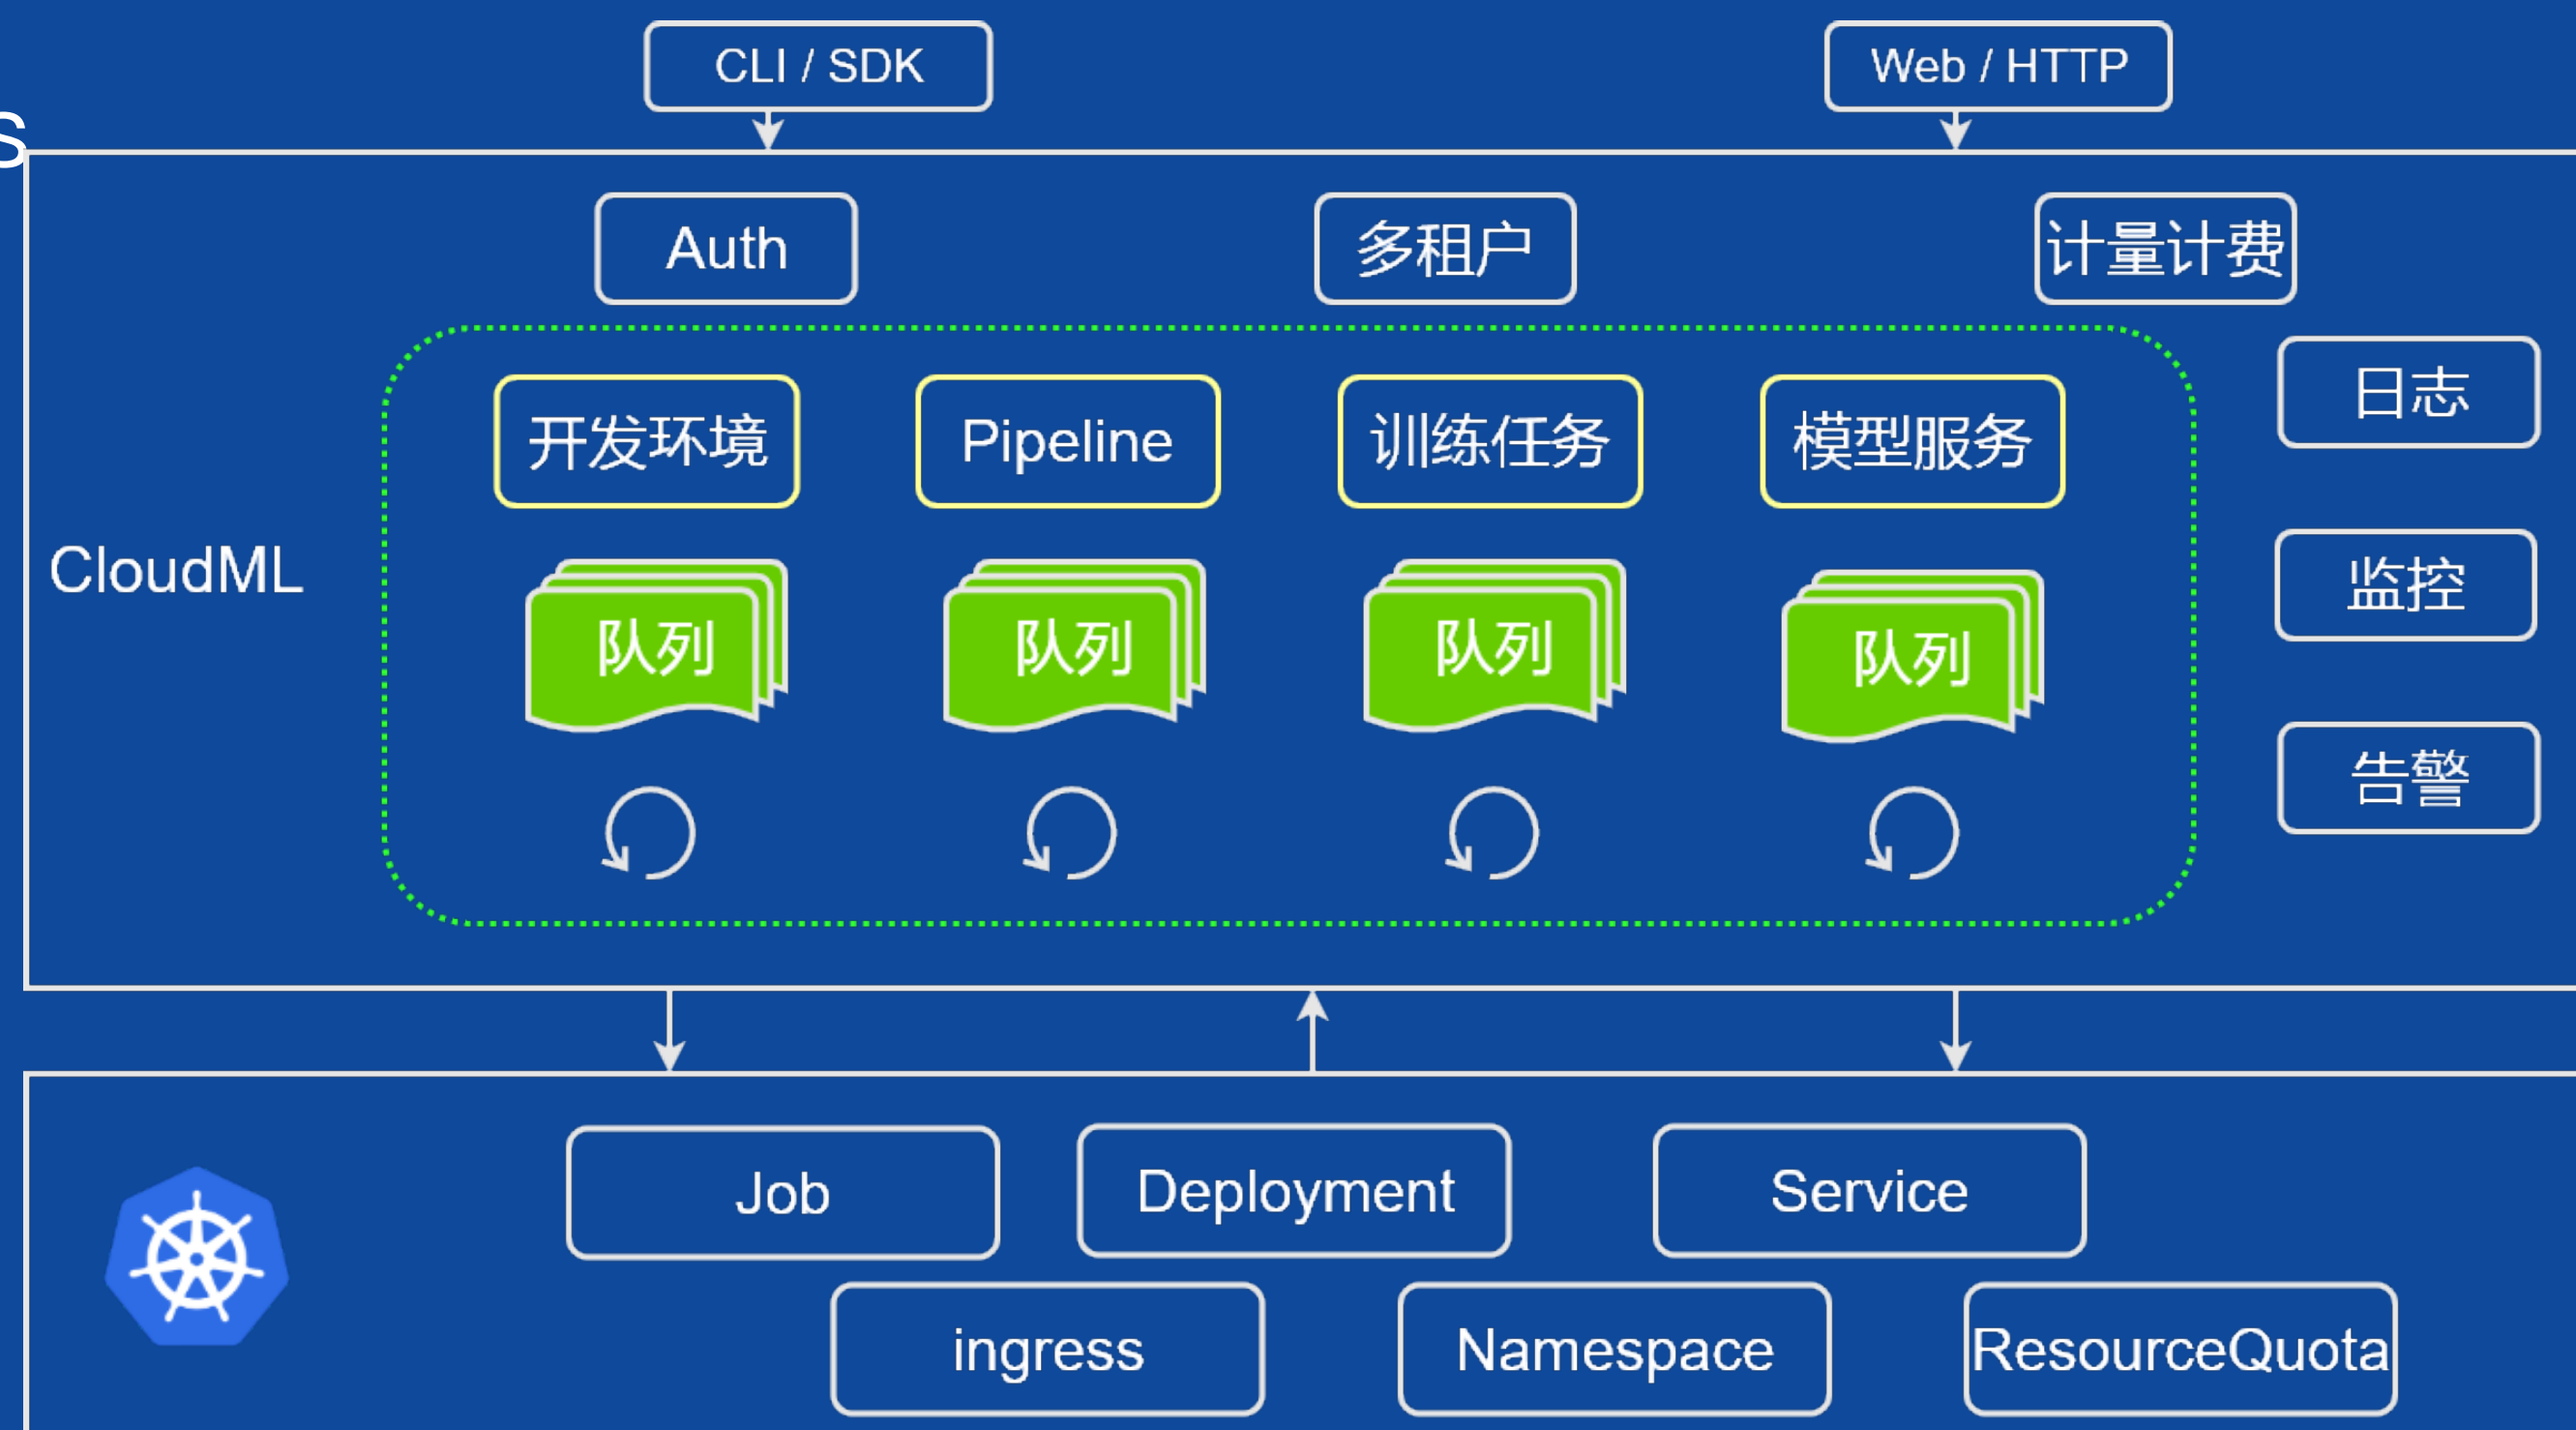 CLI / SDK
Web / HTTP
s
Auth
多租户
计量计费
开发环境
Pipeline
训练任务
模型服务
日志
CloudML
队列
队列
队列
队列
监控
告警
Job
Deployment
Service
ingress
Namespace
ResourceQuota